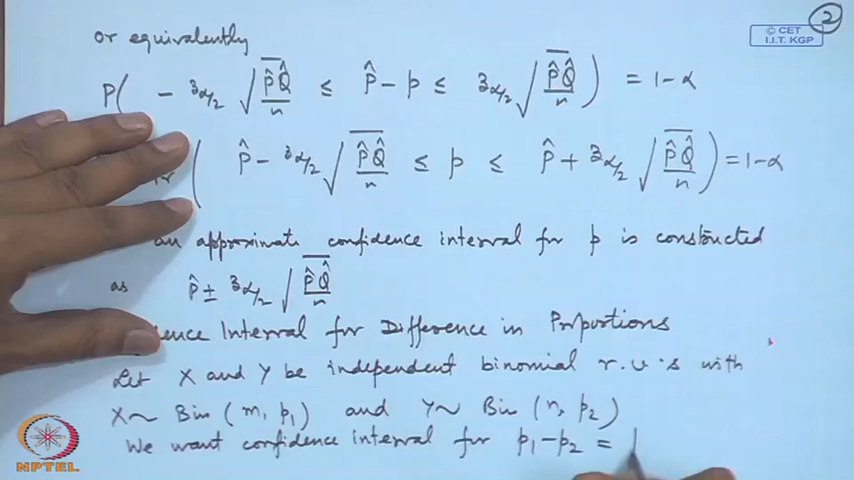 2
© CET
I.I.T. KGP
or equivalently
P( - z_{α/2} √(P̂Q̂/n) ≤ P̂ - p ≤ z_{α/2} √(P̂Q̂/n) ) = 1-α
( P̂ - z_{α/2} √(P̂Q̂/n) ≤ p ≤ P̂ + z_{α/2} √(P̂Q̂/n) ) = 1-α
an approximate confidence interval for p is constructed
as P̂ ± z_{α/2} √(P̂Q̂/n)
ence Interval for Difference in Proportions
Let X and Y be independent binomial r.v.s with
X ~ Bin (m, p₁) and Y ~ Bin (n, p₂)
We want confidence interval for p₁-p₂ =
NPTEL